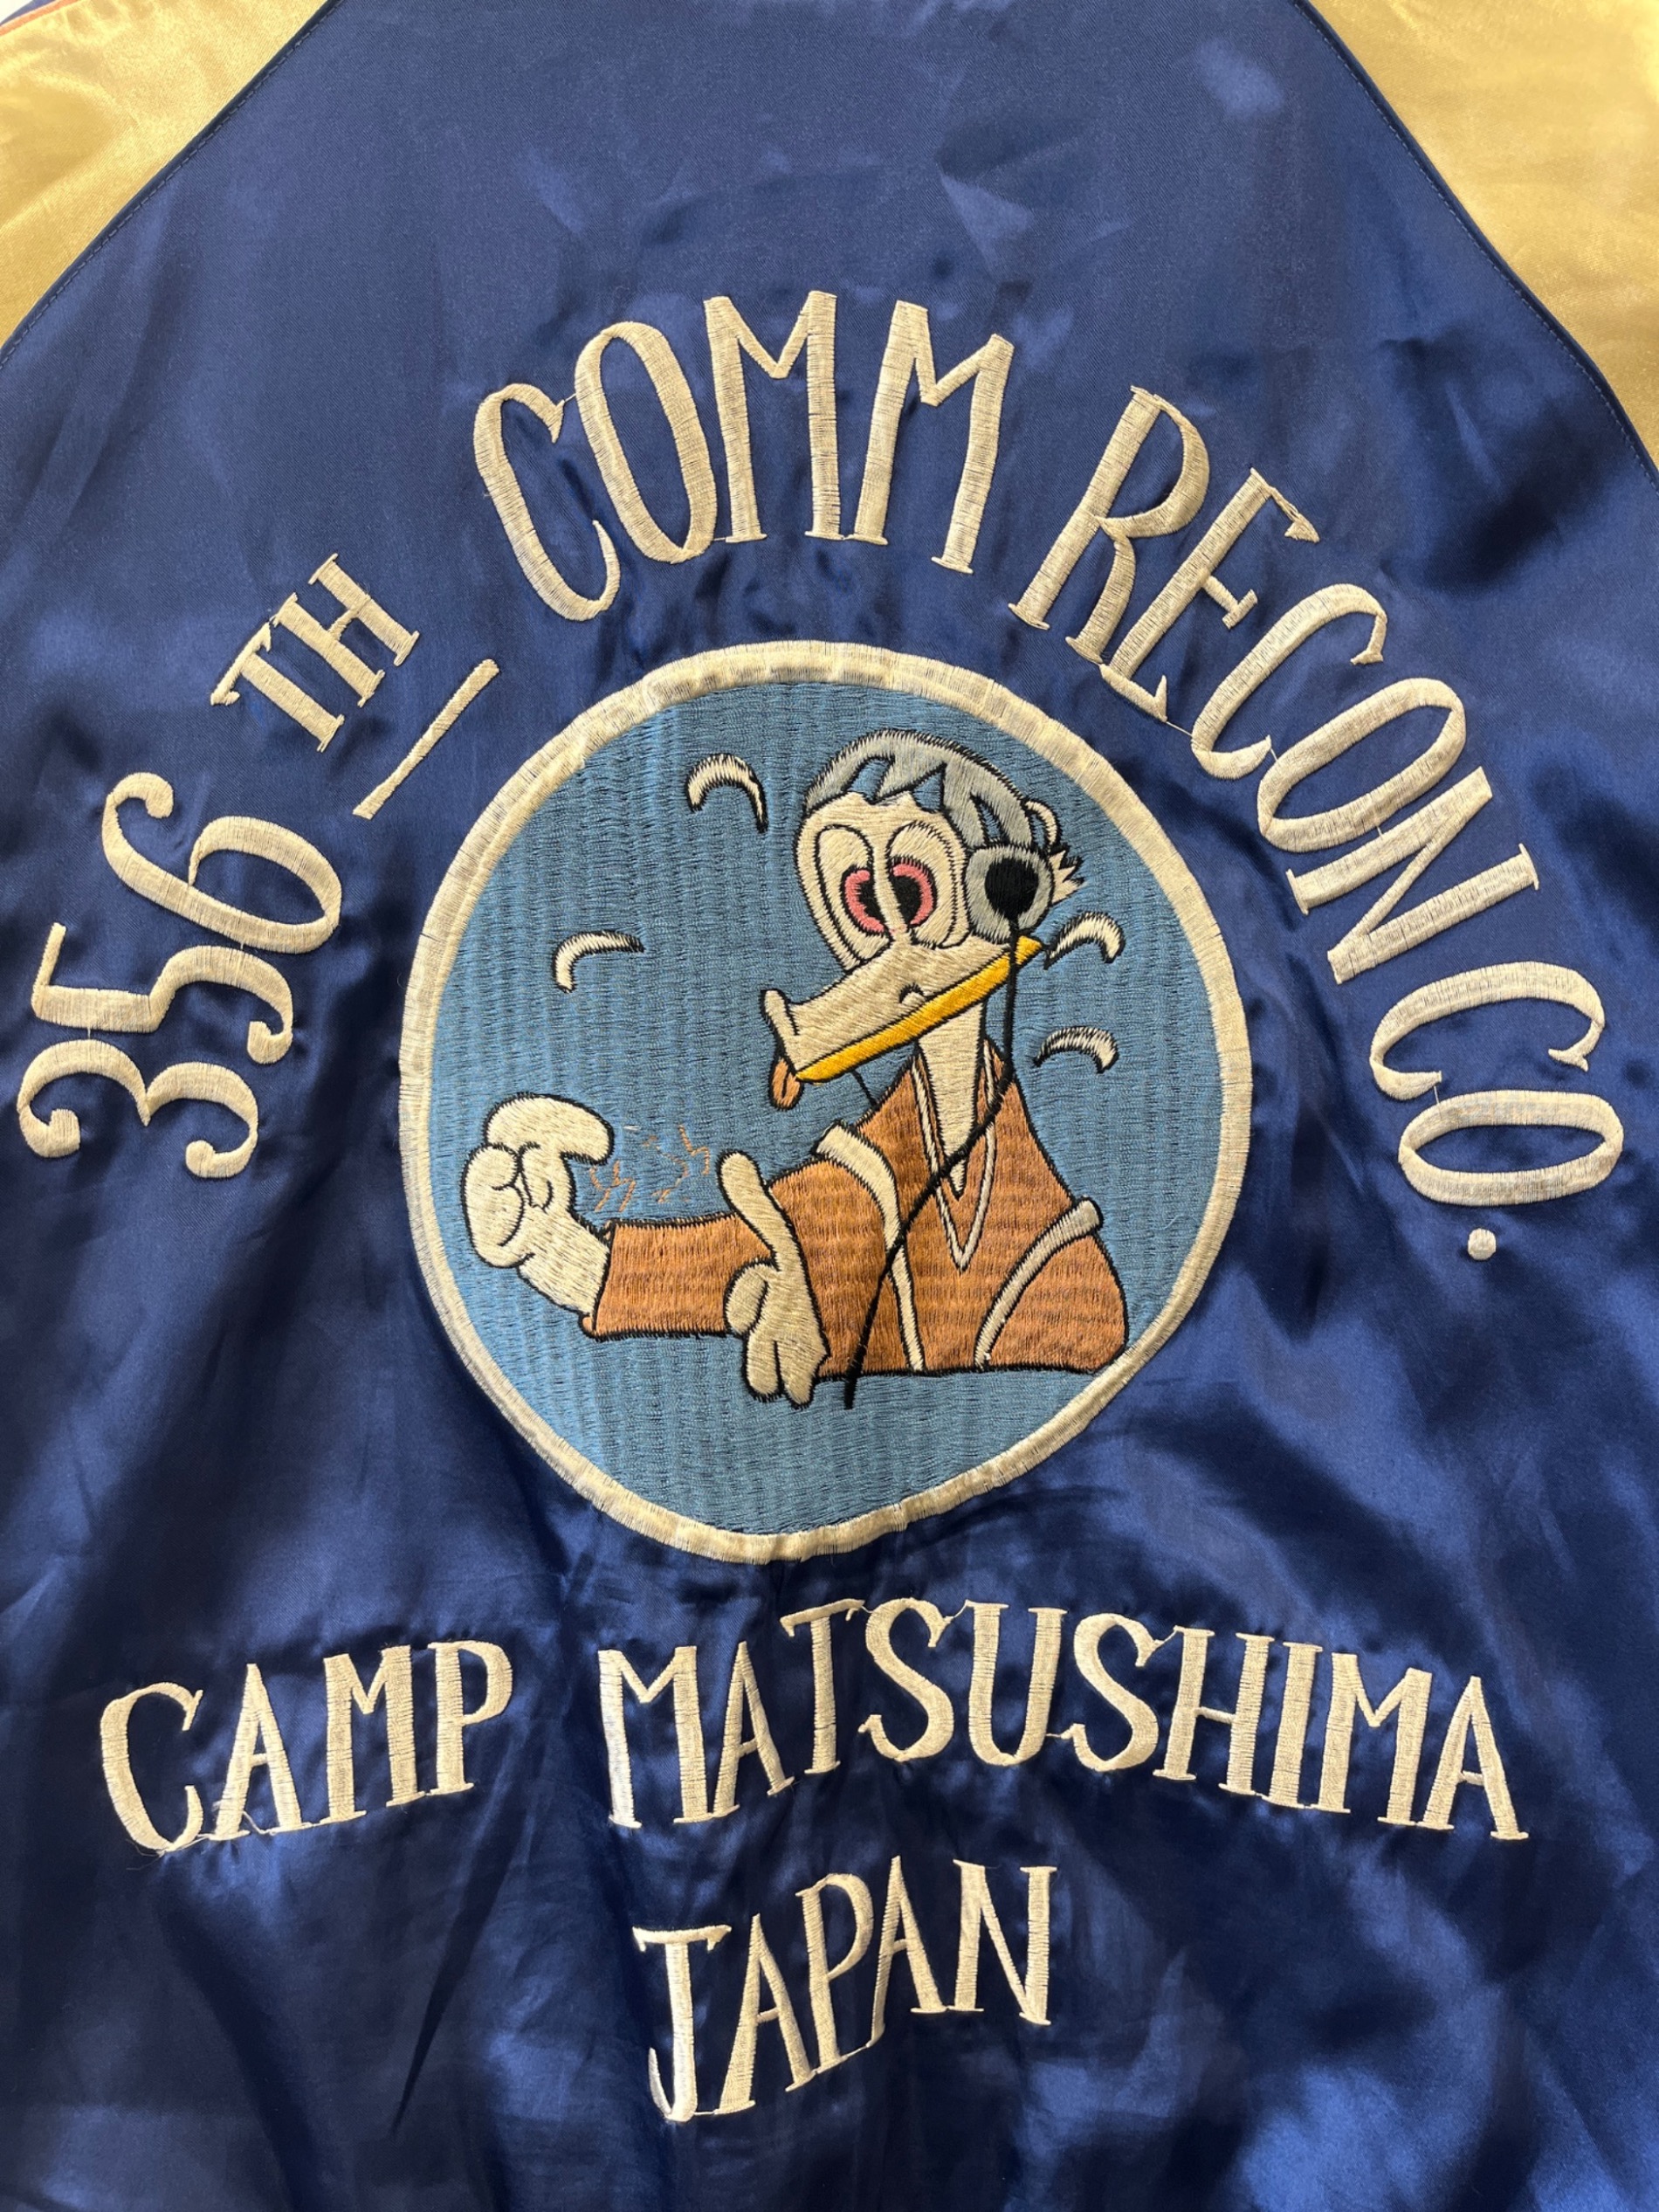 356TH COMM RECON CO.
CAMP MATSUSHIMA
JAPAN